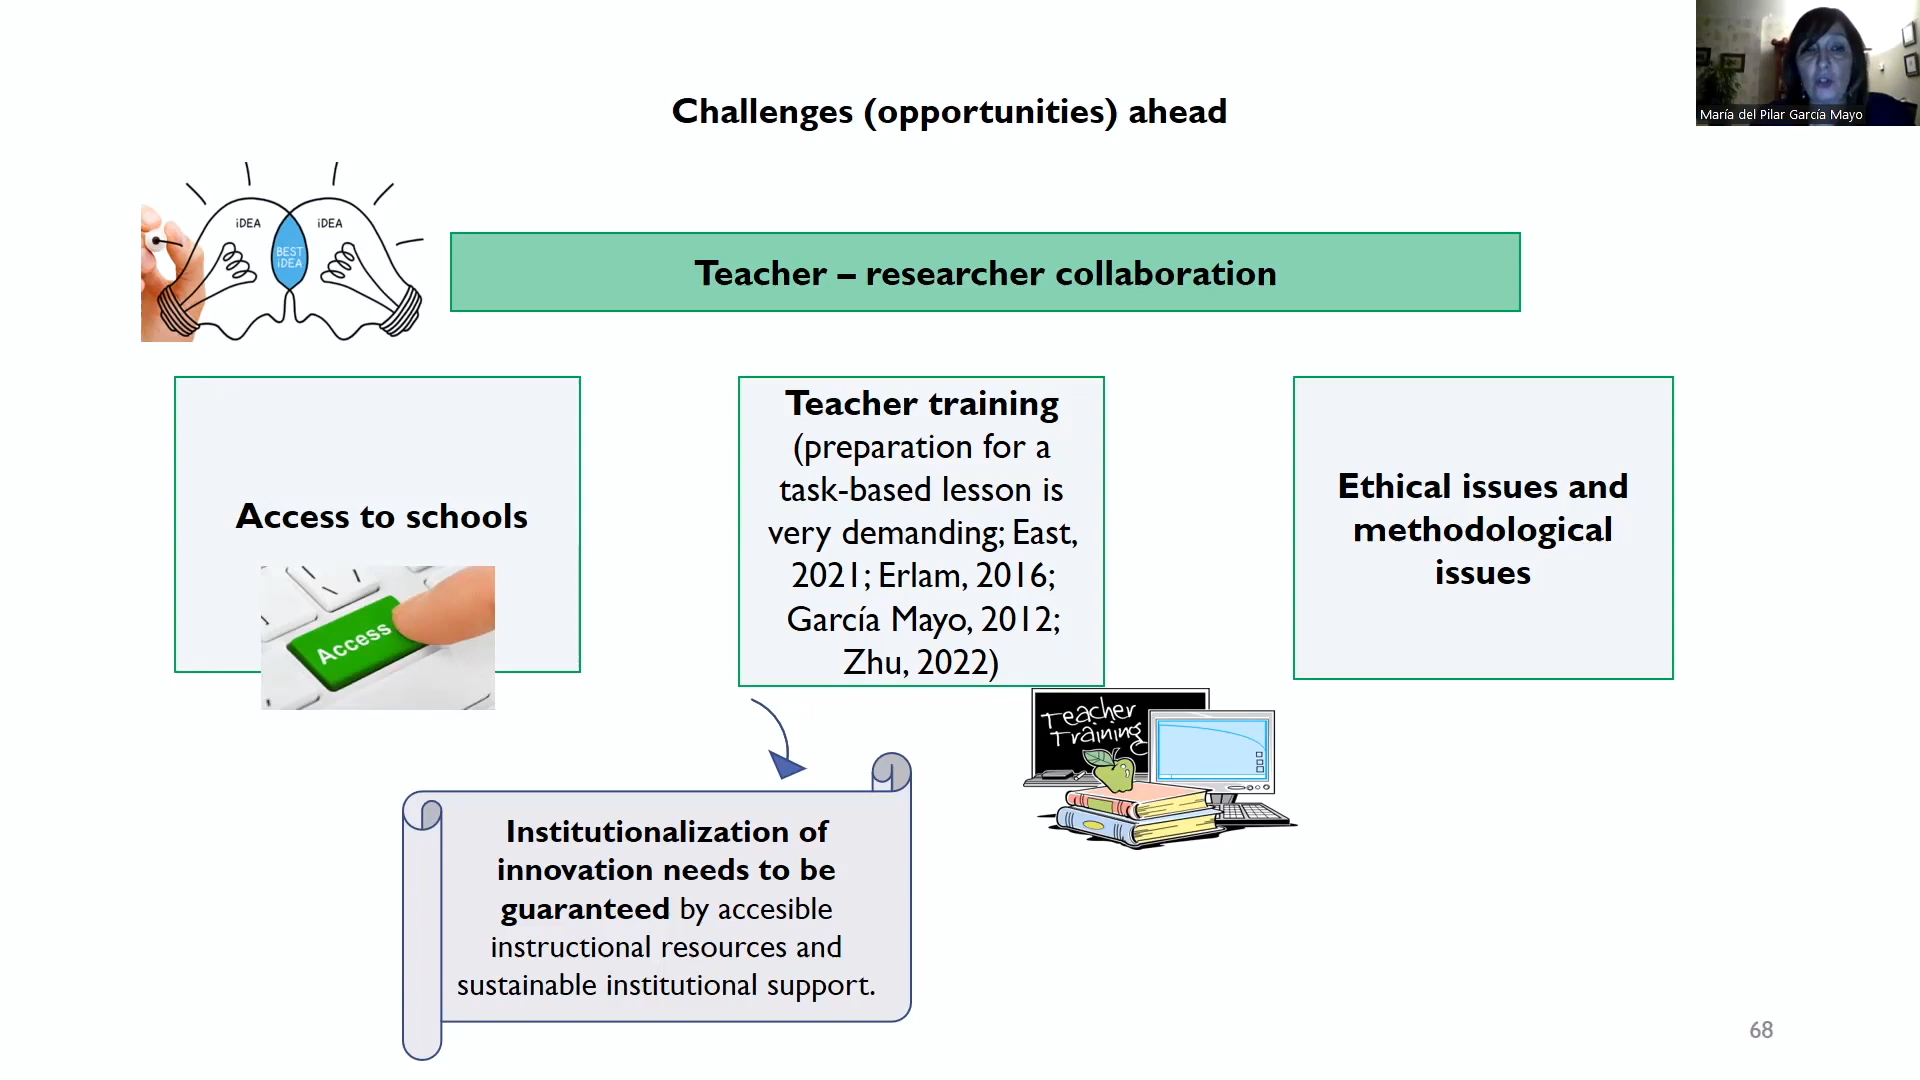 Challenges (opportunities) ahead
María del Pilar García Mayo
iDEA
iDEA
BEST
iDEA
Teacher – researcher collaboration
Access to schools
Access
Teacher training
(preparation for a
task-based lesson is
very demanding; East,
2021; Erlam, 2016;
García Mayo, 2012;
Zhu, 2022)
Ethical issues and
methodological
issues
Teacher
Training
Institutionalization of
innovation needs to be
guaranteed by accesible
instructional resources and
sustainable institutional support.
68